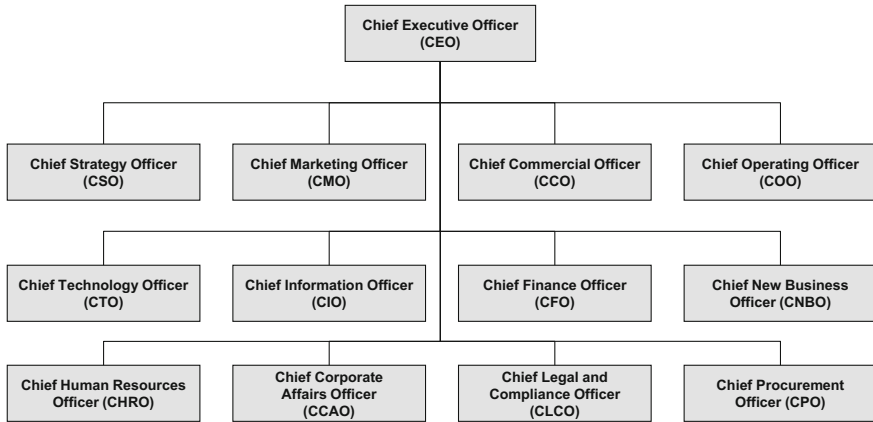 Chief Executive Officer
(CEO)
Chief Strategy Officer
(CSO)
Chief Marketing Officer
(CMO)
Chief Commercial Officer
(CCO)
Chief Operating Officer
(COO)
Chief Technology Officer
(CTO)
Chief Information Officer
(CIO)
Chief Finance Officer
(CFO)
Chief New Business
Officer (CNBO)
Chief Human Resources
Officer (CHRO)
Chief Corporate
Affairs Officer
(CCAO)
Chief Legal and
Compliance Officer
(CLCO)
Chief Procurement
Officer (CPO)